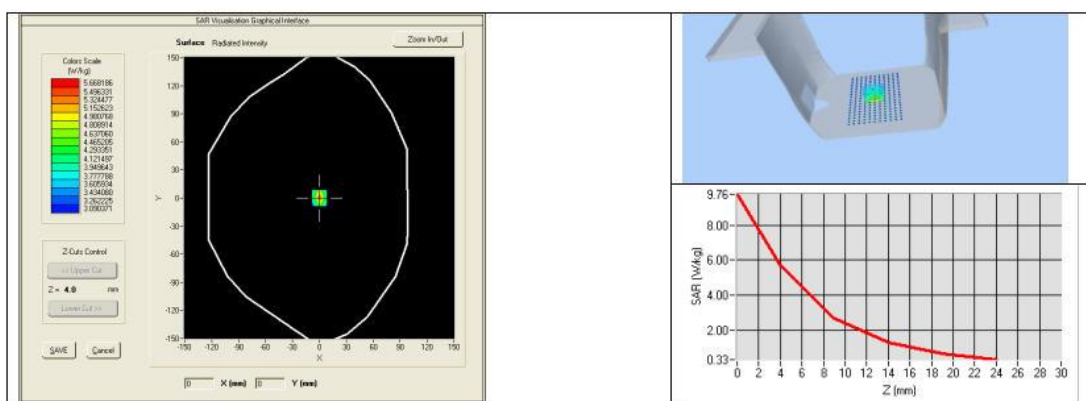 SAR Visualisation Graphical Interface
Surface Radiated Intensity
Zoom In/Out
Colors Scale
(W/kg)
5.668186
5.496331
5.324477
5.152623
4.980768
4.808914
4.637060
4.465205
4.293351
4.121497
3.949643
3.777788
3.605934
3.434080
3.262225
3.090371
Z-Cuts Control
<< Upper Cut
Z = 4.0 mm
Lower Cut >>
SAVE Cancel
150
120
90
60
30
Y 0
-30
-60
-90
-120
-150
-150 -120 -90 -60 -30 0 30 60 90 120 150
X
0 X (mm) 0 Y (mm)
9.76
8.00
6.00
4.00
2.00
0.33
SAR (W/kg)
0 2 4 6 8 10 12 14 16 18 20 22 24 26 28 30
Z (mm)